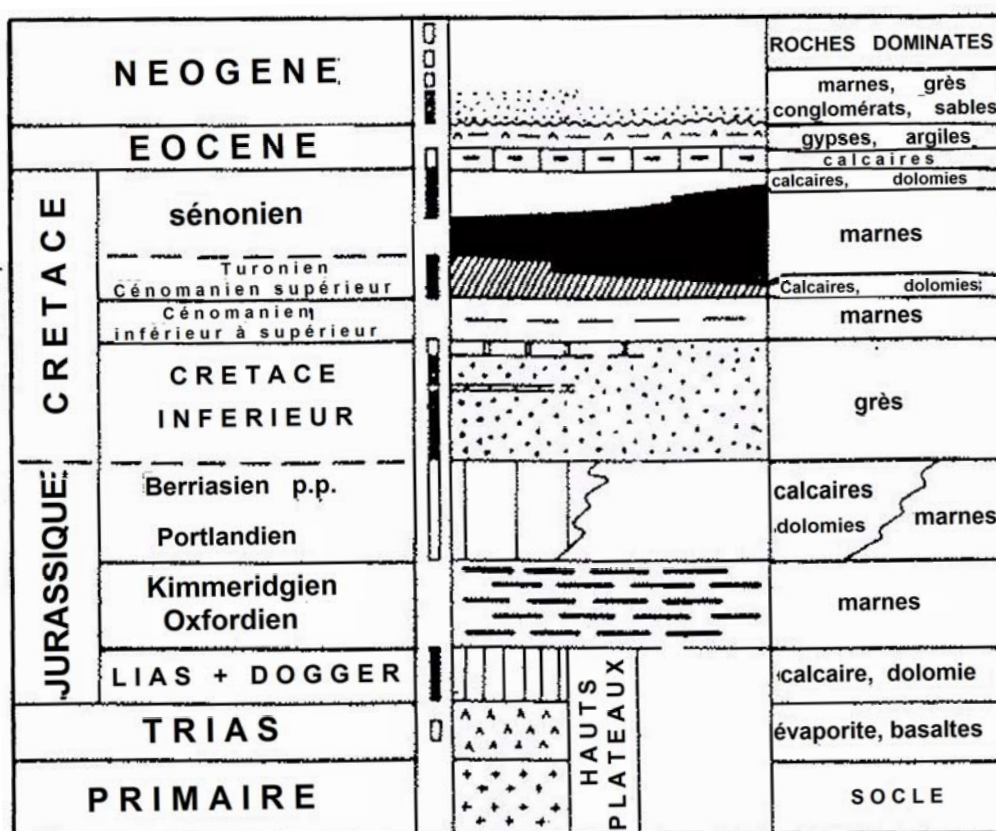 NEOGENE
ROCHES DOMINATES
marnes, grès
conglomérats, sables
EOCENE
gypses, argiles
calcaires
CRETACE
sénonien
calcaires, dolomies
marnes
Turonien
Cénomanien supérieur
Calcaires, dolomies;
Cénomanien
inférieur à supérieur
marnes
CRETACE
INFERIEUR
grès
JURASSIQUE
Berriasien p.p.
Portlandien
calcaires
dolomies
marnes
Kimmeridgien
Oxfordien
marnes
LIAS + DOGGER
calcaire, dolomie
HAUTS
PLATEAUX
TRIAS
évaporite, basaltes
PRIMAIRE
SOCLE